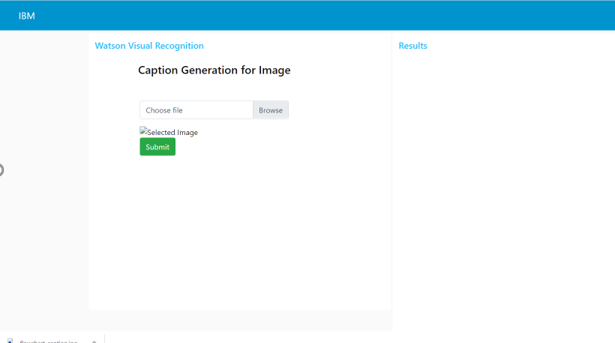 IBM
Watson Visual Recognition
Results
Caption Generation for Image
Choose file
Browse
Selected Image
Submit